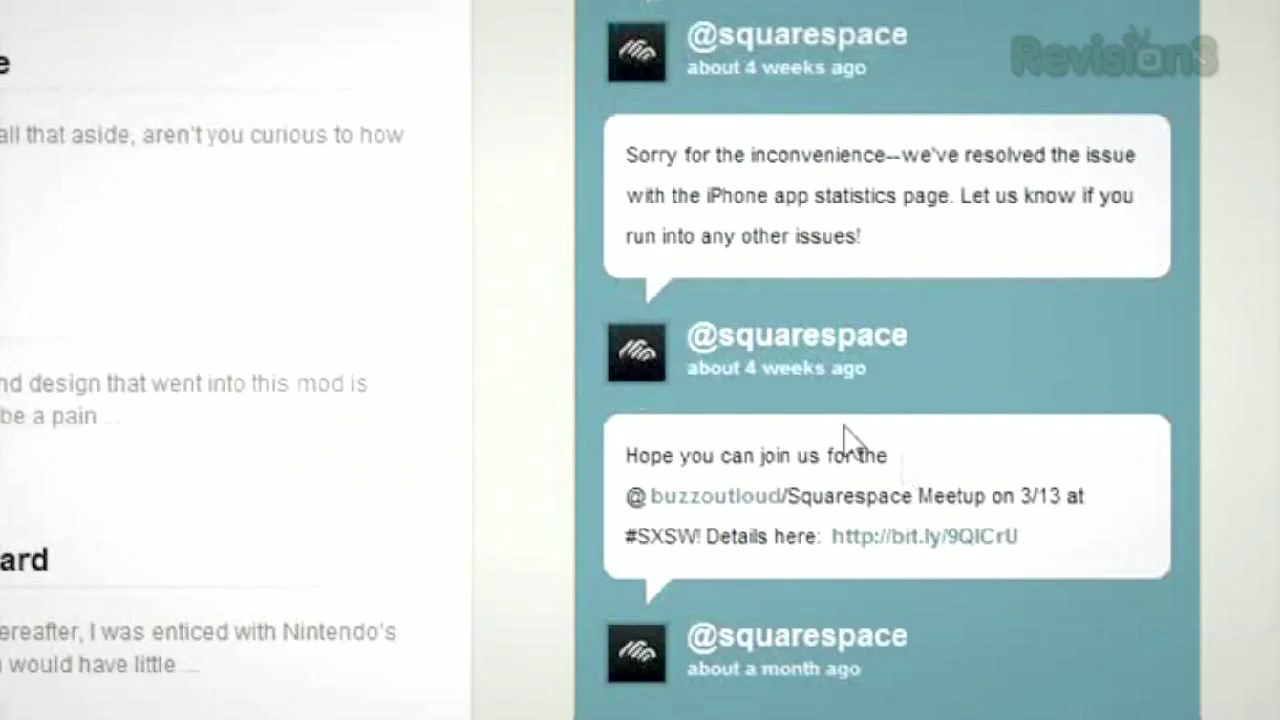 e
all that aside, aren't you curious to how
nd design that went into this mod is
be a pain ...
ard
ereafter, I was enticed with Nintendo's
would have little ...
@squarespace
about 4 weeks ago
Revision3
Sorry for the inconvenience--we've resolved the issue
with the iPhone app statistics page. Let us know if you
run into any other issues!
@squarespace
about 4 weeks ago
Hope you can join us for the
@buzzoutloud/Squarespace Meetup on 3/13 at
#SXSW! Details here: http://bit.ly/9QICrU
@squarespace
about a month ago